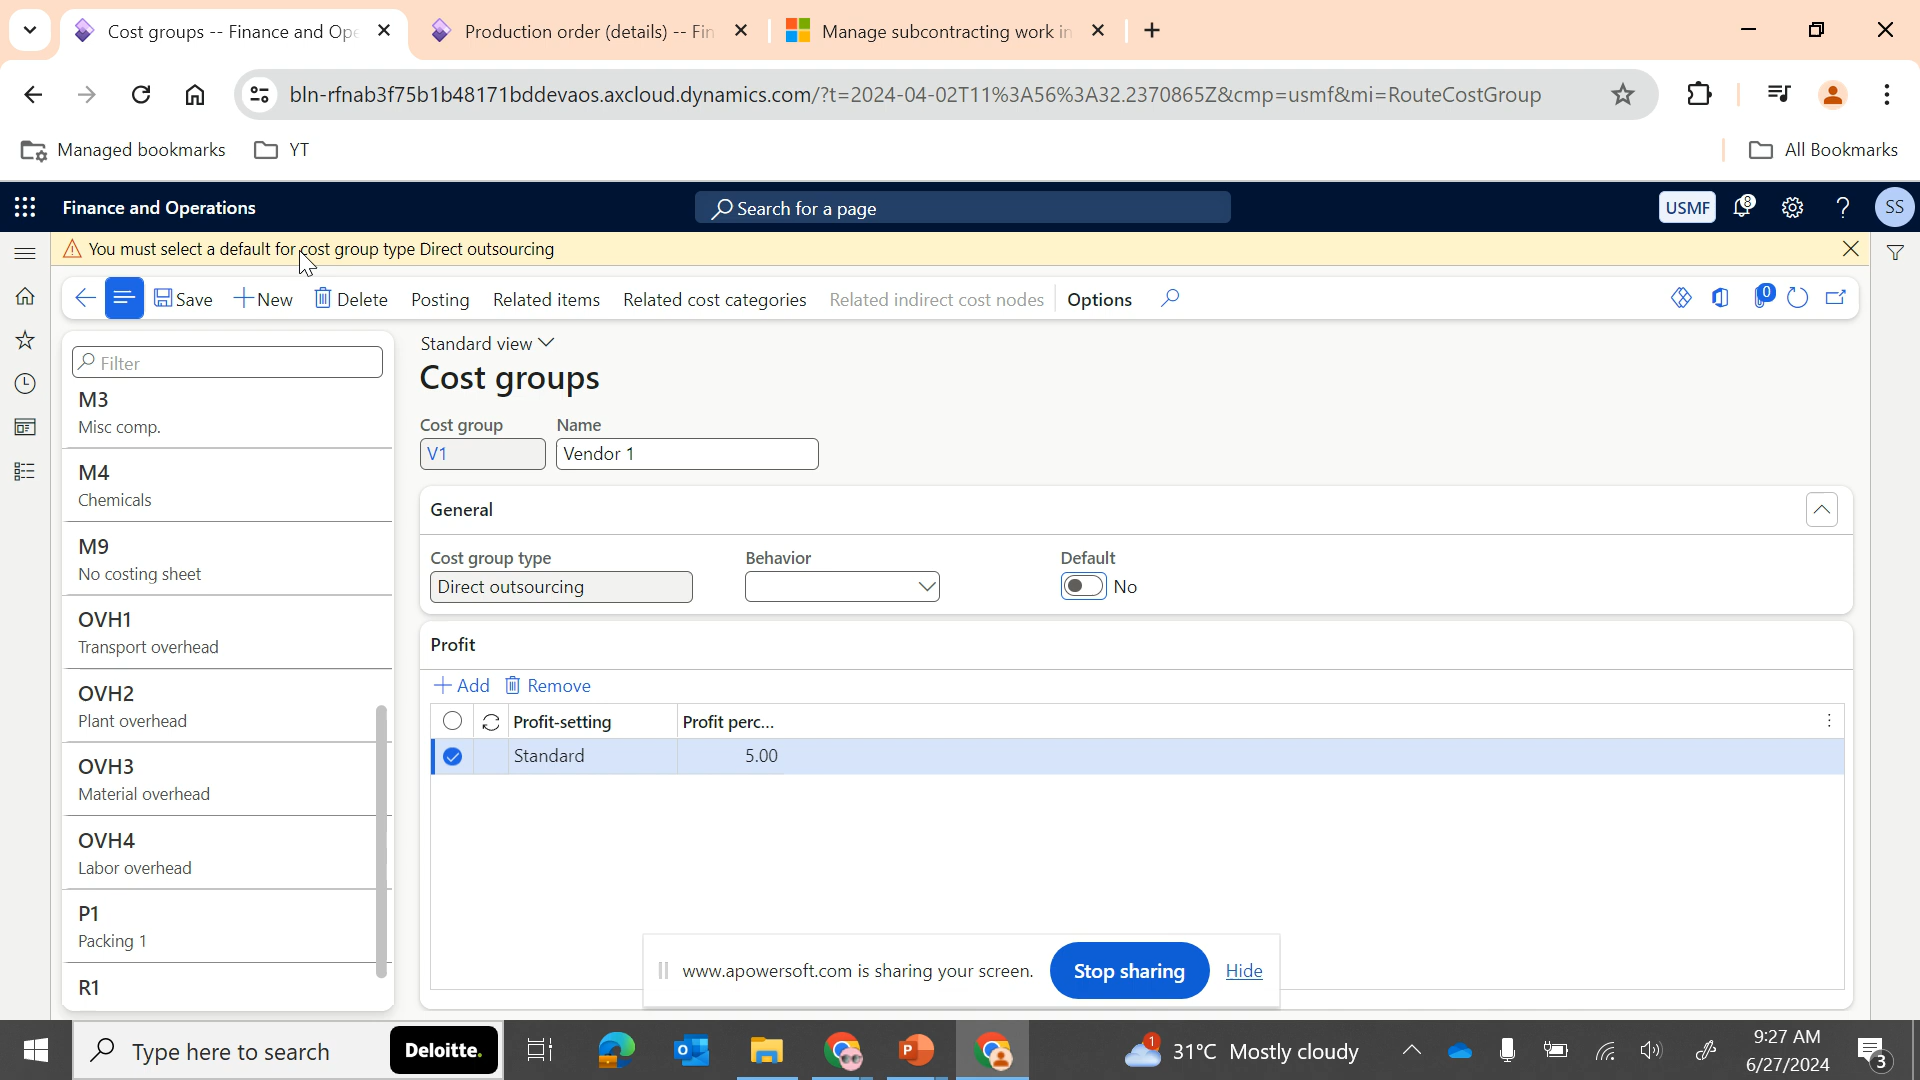 Cost groups -- Finance and Ope
Production order (details) -- Fin
Manage subcontracting work in
bln-rfnab3f75b1b48171bddevaos.axcloud.dynamics.com/?t=2024-04-02T11%3A56%3A32.2370865Z&cmp=usmf&mi=RouteCostGroup
Managed bookmarks
YT
All Bookmarks
Finance and Operations
Search for a page
USMF
8
SS
You must select a default for cost group type Direct outsourcing
Save
New
Delete
Posting
Related items
Related cost categories
Related indirect cost nodes
Options
0
Filter
M3
Misc comp.
M4
Chemicals
M9
No costing sheet
OVH1
Transport overhead
OVH2
Plant overhead
OVH3
Material overhead
OVH4
Labor overhead
P1
Packing 1
R1
Standard view
Cost groups
Cost group
Name
V1
Vendor 1
General
Cost group type
Behavior
Default
Direct outsourcing
No
Profit
Add
Remove
Profit-setting
Profit perc...
Standard
5.00
www.apowersoft.com is sharing your screen.
Stop sharing
Hide
Type here to search
Deloitte.
1
31°C Mostly cloudy
9:27 AM
6/27/2024
3